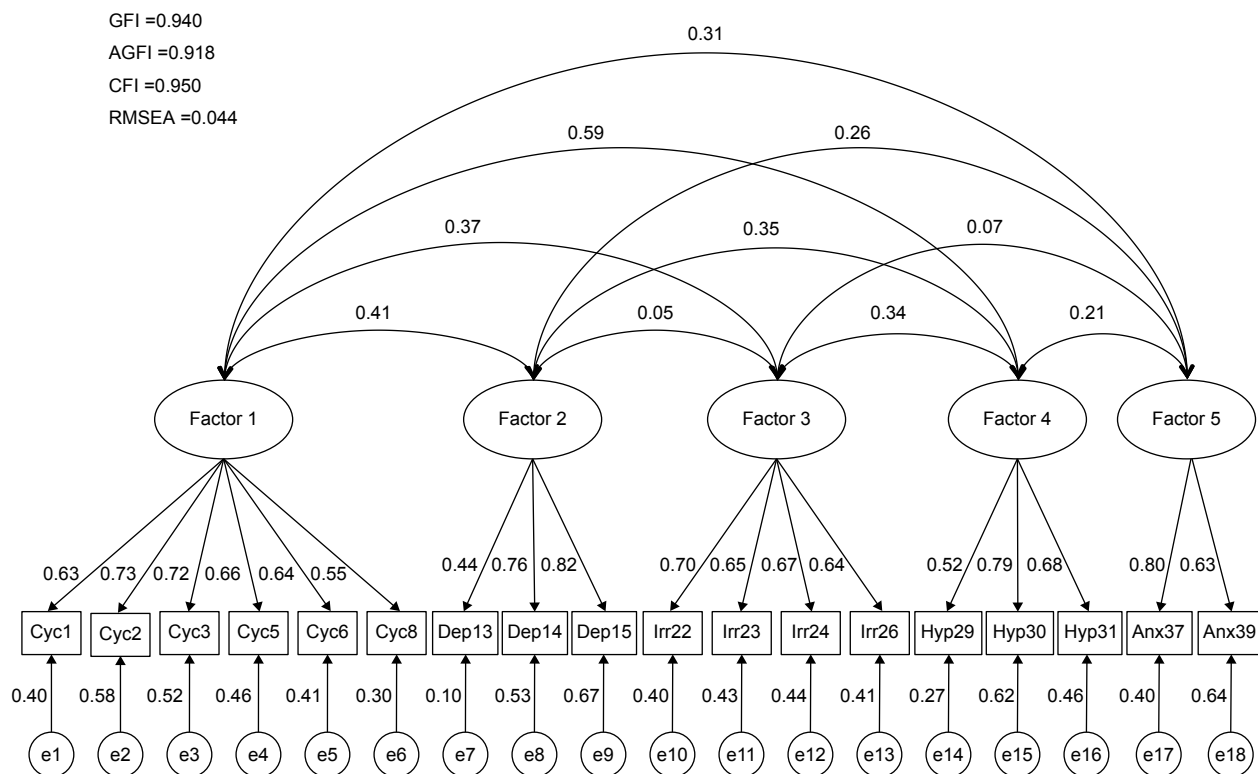 GFI =0.940
AGFI =0.918
CFI =0.950
RMSEA =0.044
0.31
0.59 0.26
0.37 0.35 0.07
0.41 0.05 0.34 0.21
Factor 1 Factor 2 Factor 3 Factor 4 Factor 5
0.63 0.73 0.72 0.66 0.64 0.55 0.44 0.76 0.82 0.70 0.65 0.67 0.64 0.52 0.79 0.68 0.80 0.63
Cyc1 Cyc2 Cyc3 Cyc5 Cyc6 Cyc8 Dep13 Dep14 Dep15 Irr22 Irr23 Irr24 Irr26 Hyp29 Hyp30 Hyp31 Anx37 Anx39
0.40 0.58 0.52 0.46 0.41 0.30 0.10 0.53 0.67 0.40 0.43 0.44 0.41 0.27 0.62 0.46 0.40 0.64
e1 e2 e3 e4 e5 e6 e7 e8 e9 e10 e11 e12 e13 e14 e15 e16 e17 e18